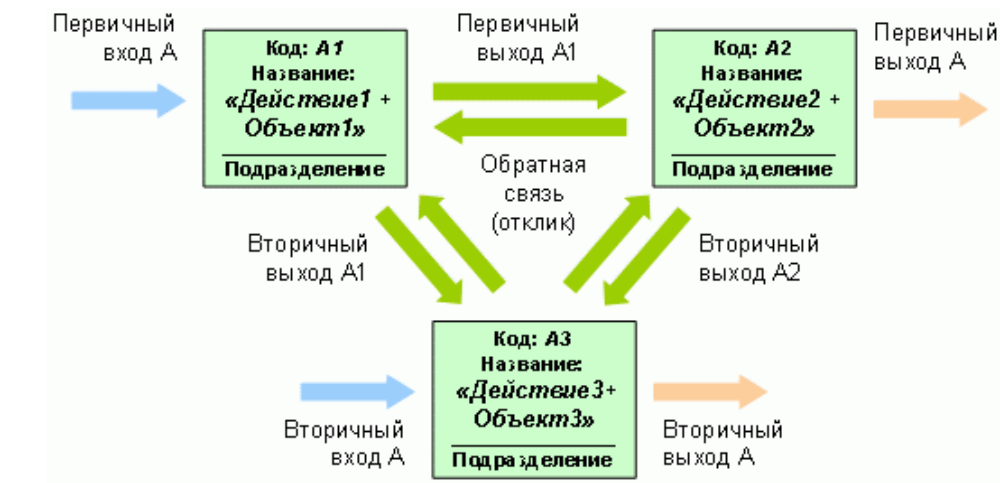 Первичный
вход А
Код: А1
Название:
«Действие1 +
Объект1»
Подразделение
Первичный
выход А1
Код: А2
Название:
«Действие2 +
Объект2»
Подразделение
Первичный
выход А
Обратная
связь
(отклик)
Вторичный
выход А1
Вторичный
выход А2
Код: А3
Название:
«Действие3+
Объект3»
Подразделение
Вторичный
вход А
Вторичный
выход А